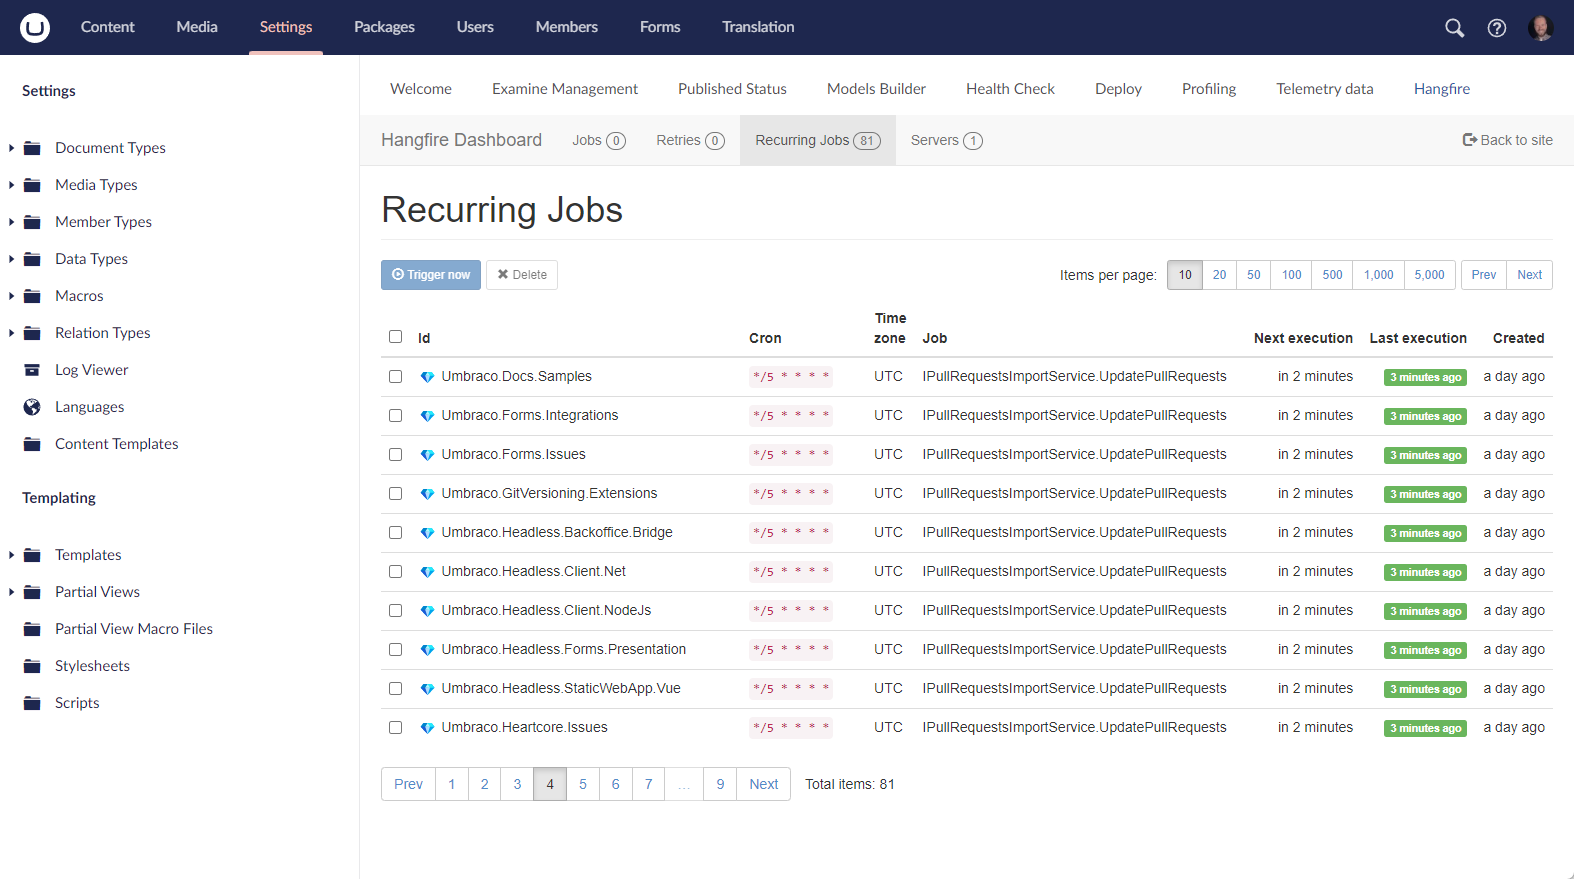 Content Media Settings Packages Users Members Forms Translation
Settings
Document Types
Media Types
Member Types
Data Types
Macros
Relation Types
Log Viewer
Languages
Content Templates
Templating
Templates
Partial Views
Partial View Macro Files
Stylesheets
Scripts
Welcome Examine Management Published Status Models Builder Health Check Deploy Profiling Telemetry data Hangfire
Hangfire Dashboard Jobs 0 Retries 0 Recurring Jobs 81 Servers 1 Back to site
Recurring Jobs
Trigger now Delete Items per page: 10 20 50 100 500 1,000 5,000 Prev Next
Id Cron Time zone Job Next execution Last execution Created
Umbraco.Docs.Samples */5 * * * * UTC IPullRequestsImportService.UpdatePullRequests in 2 minutes 3 minutes ago a day ago
Umbraco.Forms.Integrations */5 * * * * UTC IPullRequestsImportService.UpdatePullRequests in 2 minutes 3 minutes ago a day ago
Umbraco.Forms.Issues */5 * * * * UTC IPullRequestsImportService.UpdatePullRequests in 2 minutes 3 minutes ago a day ago
Umbraco.GitVersioning.Extensions */5 * * * * UTC IPullRequestsImportService.UpdatePullRequests in 2 minutes 3 minutes ago a day ago
Umbraco.Headless.Backoffice.Bridge */5 * * * * UTC IPullRequestsImportService.UpdatePullRequests in 2 minutes 3 minutes ago a day ago
Umbraco.Headless.Client.Net */5 * * * * UTC IPullRequestsImportService.UpdatePullRequests in 2 minutes 3 minutes ago a day ago
Umbraco.Headless.Client.NodeJs */5 * * * * UTC IPullRequestsImportService.UpdatePullRequests in 2 minutes 3 minutes ago a day ago
Umbraco.Headless.Forms.Presentation */5 * * * * UTC IPullRequestsImportService.UpdatePullRequests in 2 minutes 3 minutes ago a day ago
Umbraco.Headless.StaticWebApp.Vue */5 * * * * UTC IPullRequestsImportService.UpdatePullRequests in 2 minutes 3 minutes ago a day ago
Umbraco.Heartcore.Issues */5 * * * * UTC IPullRequestsImportService.UpdatePullRequests in 2 minutes 3 minutes ago a day ago
Prev 1 2 3 4 5 6 7 … 9 Next Total items: 81